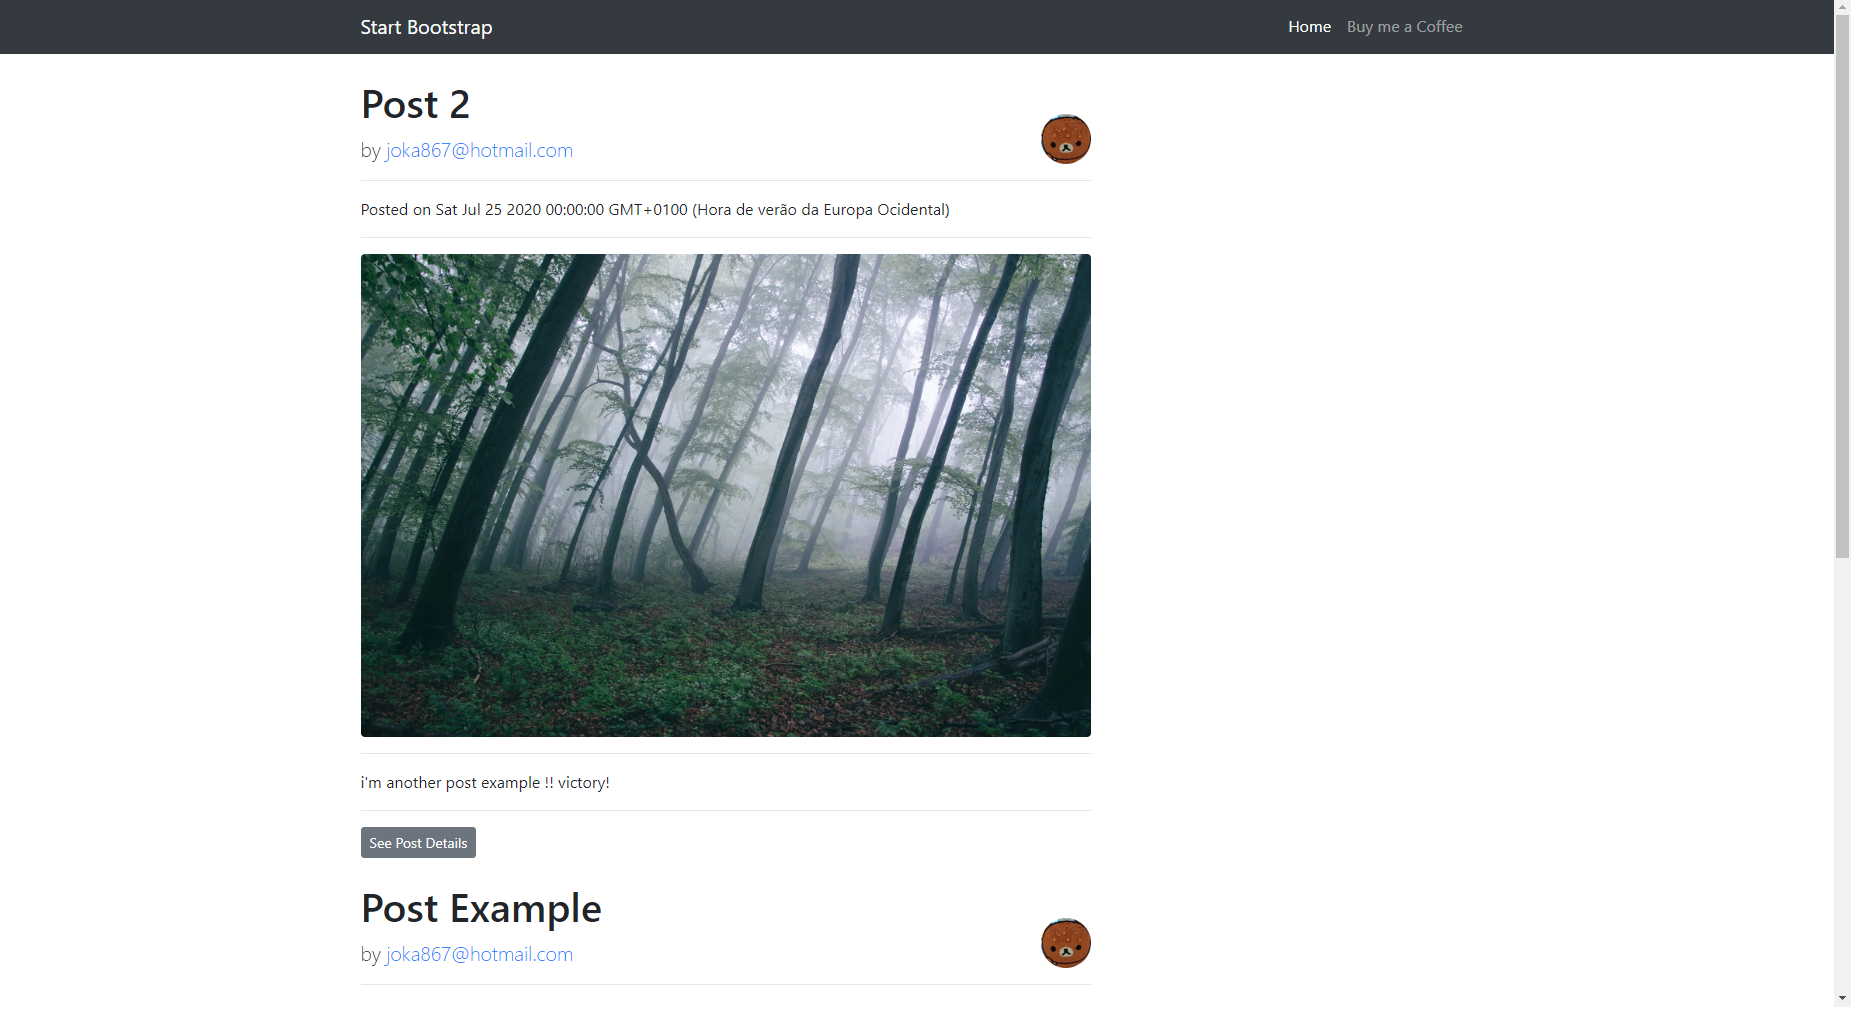 Start Bootstrap
Home
Buy me a Coffee
Post 2
by joka867@hotmail.com
Posted on Sat Jul 25 2020 00:00:00 GMT+0100 (Hora de verão da Europa Ocidental)
i'm another post example !! victory!
See Post Details
Post Example
by joka867@hotmail.com